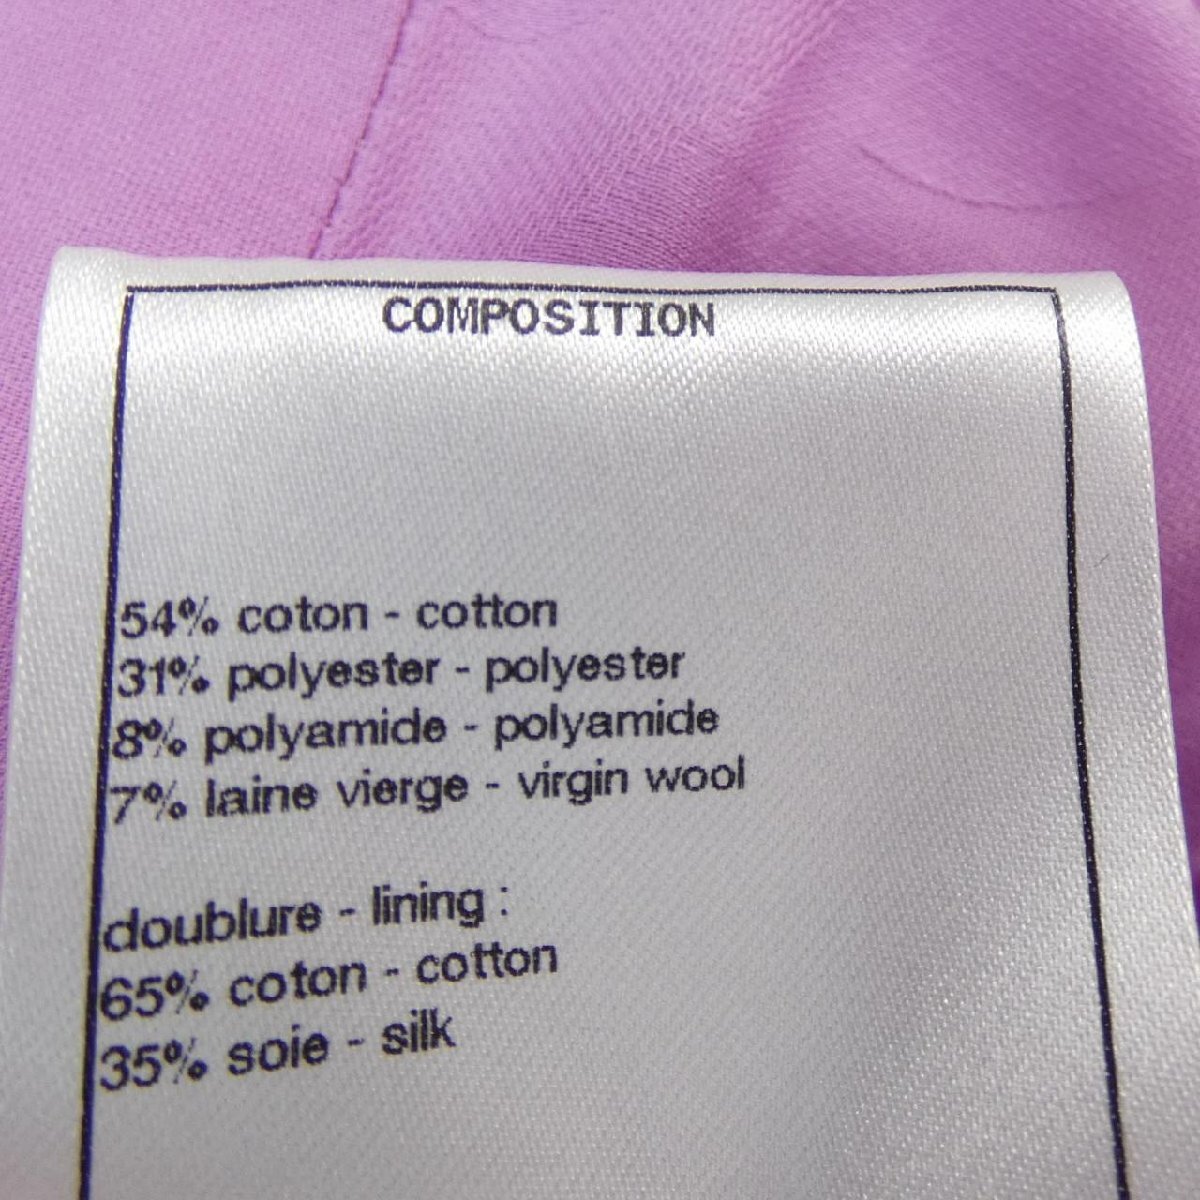 COMPOSITION
54% coton - cotton
31% polyester - polyester
8% polyamide - polyamide
7% laine vierge - virgin wool
doublure - lining :
65% coton - cotton
35% soie - silk